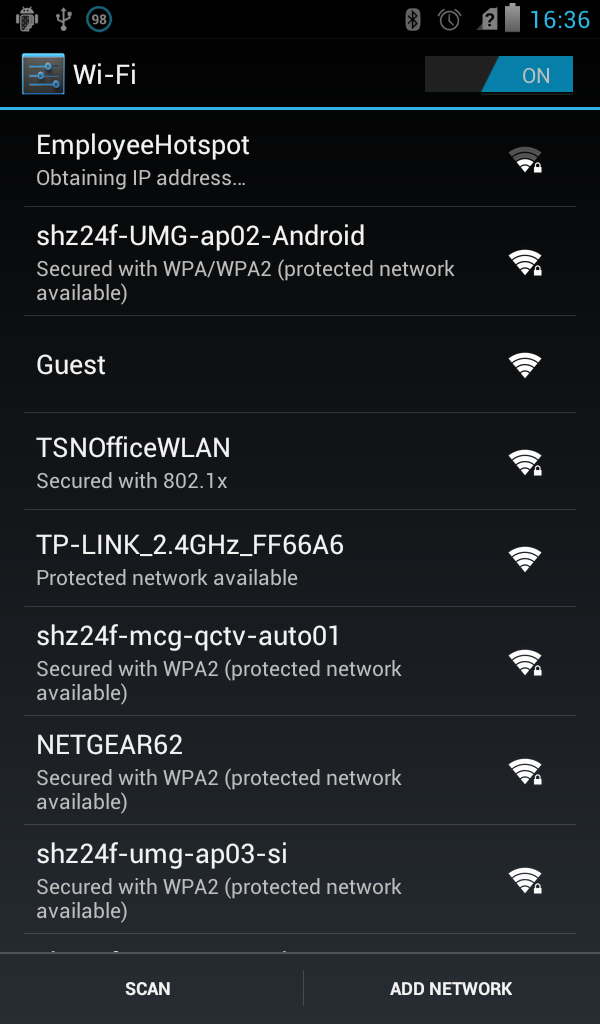 98
16:36
Wi-Fi
ON
EmployeeHotspot
Obtaining IP address...
shz24f-UMG-ap02-Android
Secured with WPA/WPA2 (protected network
available)
Guest
TSNOfficeWLAN
Secured with 802.1x
TP-LINK_2.4GHz_FF66A6
Protected network available
shz24f-mcg-qctv-auto01
Secured with WPA2 (protected network
available)
NETGEAR62
Secured with WPA2 (protected network
available)
shz24f-umg-ap03-si
Secured with WPA2 (protected network
available)
SCAN
ADD NETWORK